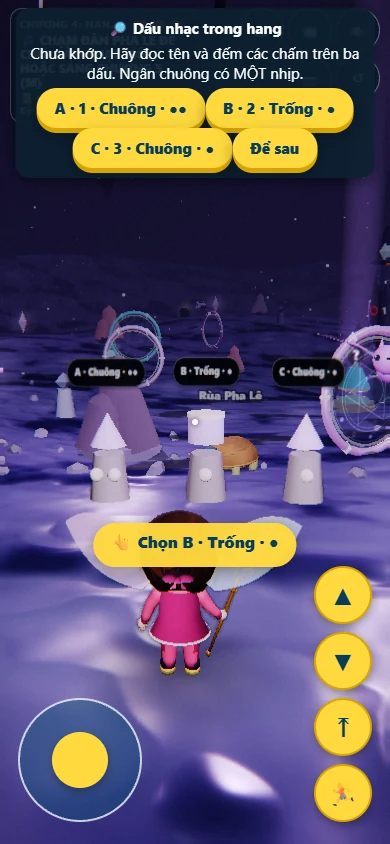 Dấu nhạc trong hang
Chưa khớp. Hãy đọc tên và đếm các chấm trên ba
dấu. Ngân chuông có MỘT nhịp.
A · 1 · Chuông · ●●
B · 2 · Trống · ●
C · 3 · Chuông · ●
Để sau
A · Chuông · ●●
B · Trống · ●
C · Chuông · ●
Rùa Pha Lê
Chọn B · Trống · ●